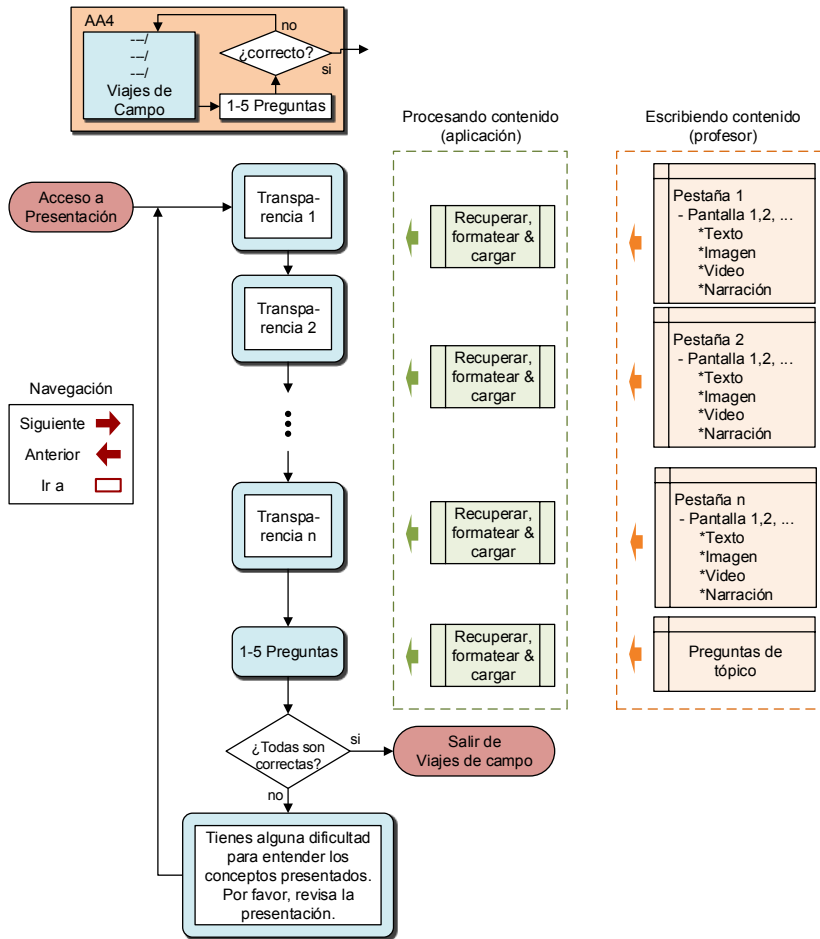 AA4
---/
---/
---/
Viajes de
Campo
no
¿correcto?
si
1-5 Preguntas
Procesando contenido
(aplicación)
Escribiendo contenido
(profesor)
Acceso a
Presentación
Transpa-
rencia 1
Recuperar,
formatear &
cargar
Pestaña 1
- Pantalla 1,2, ...
*Texto
*Imagen
*Video
*Narración
Transpa-
rencia 2
Recuperar,
formatear &
cargar
Pestaña 2
- Pantalla 1,2, ...
*Texto
*Imagen
*Video
*Narración
Navegación
Siguiente
Anterior
Ir a
Transpa-
rencia n
Recuperar,
formatear &
cargar
Pestaña n
- Pantalla 1,2, ...
*Texto
*Imagen
*Video
*Narración
1-5 Preguntas
Recuperar,
formatear &
cargar
Preguntas de
tópico
¿Todas son
correctas?
si
Salir de
Viajes de campo
no
Tienes alguna dificultad
para entender los
conceptos presentados.
Por favor, revisa la
presentación.